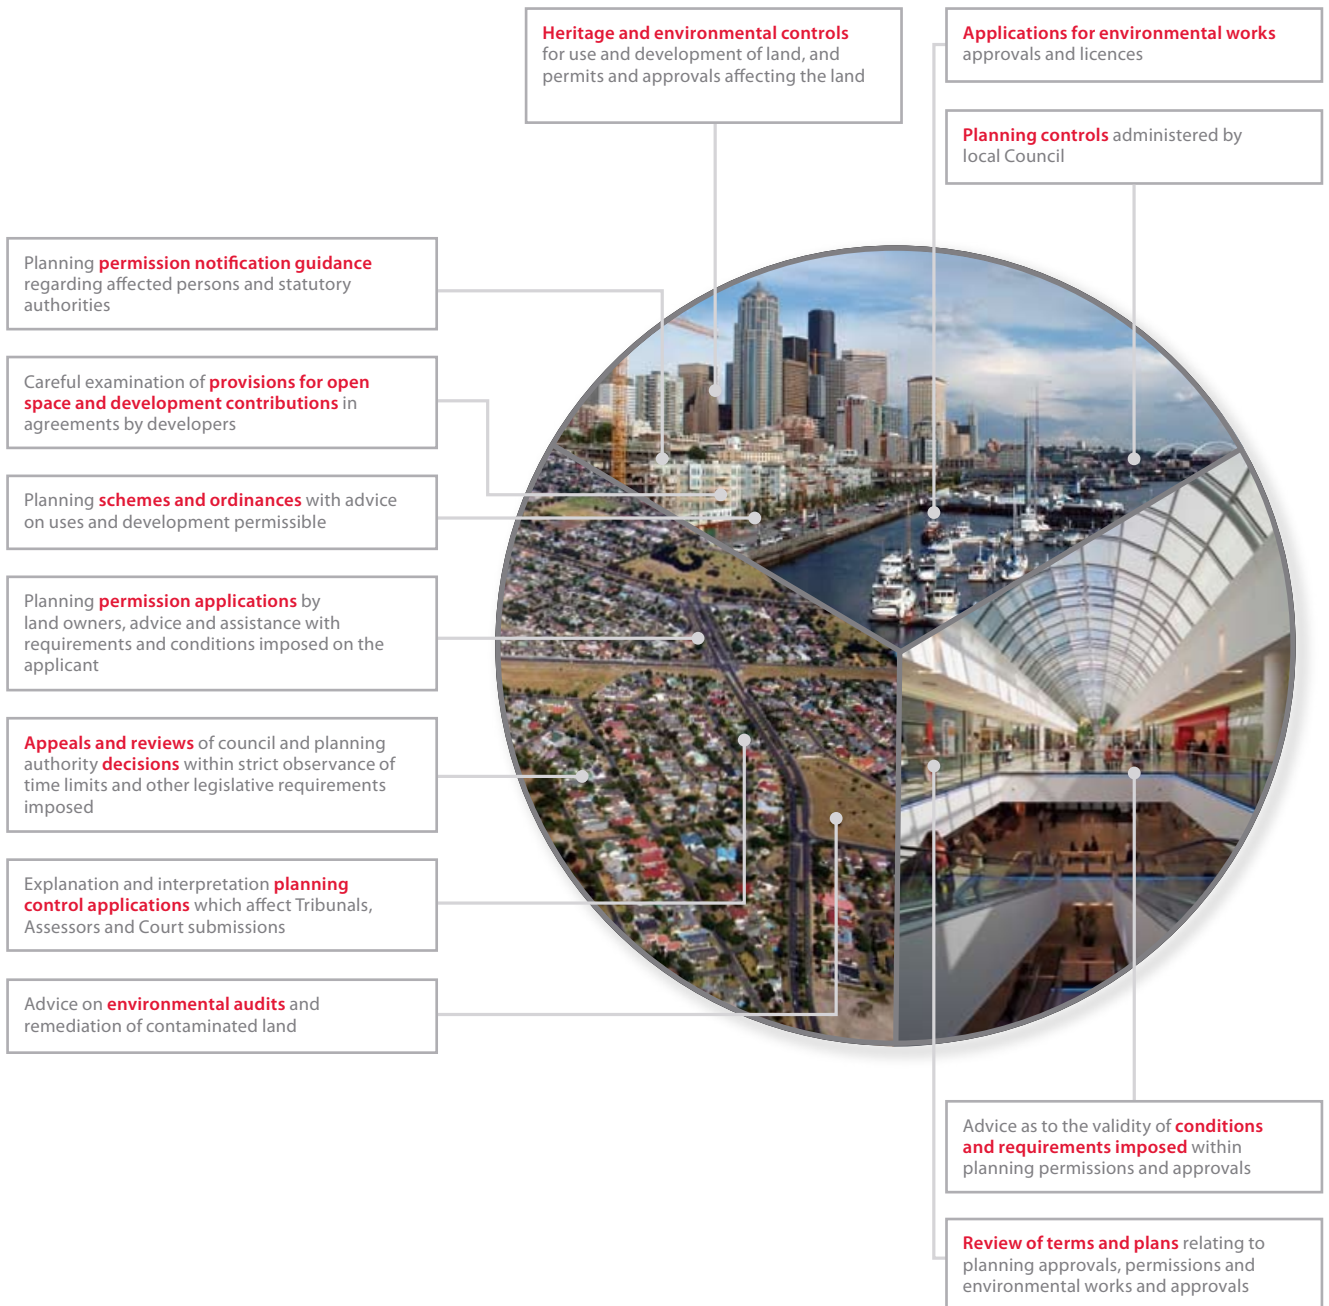 Heritage and environmental controls
for use and development of land, and
permits and approvals affecting the land
Applications for environmental works
approvals and licences
Planning controls administered by
local Council
Planning permission notification guidance
regarding affected persons and statutory
authorities
Careful examination of provisions for open
space and development contributions in
agreements by developers
Planning schemes and ordinances with advice
on uses and development permissible
Planning permission applications by
land owners, advice and assistance with
requirements and conditions imposed on the
applicant
Appeals and reviews of council and planning
authority decisions within strict observance of
time limits and other legislative requirements
imposed
Explanation and interpretation planning
control applications which affect Tribunals,
Assessors and Court submissions
Advice on environmental audits and
remediation of contaminated land
Advice as to the validity of conditions
and requirements imposed within
planning permissions and approvals
Review of terms and plans relating to
planning approvals, permissions and
environmental works and approvals